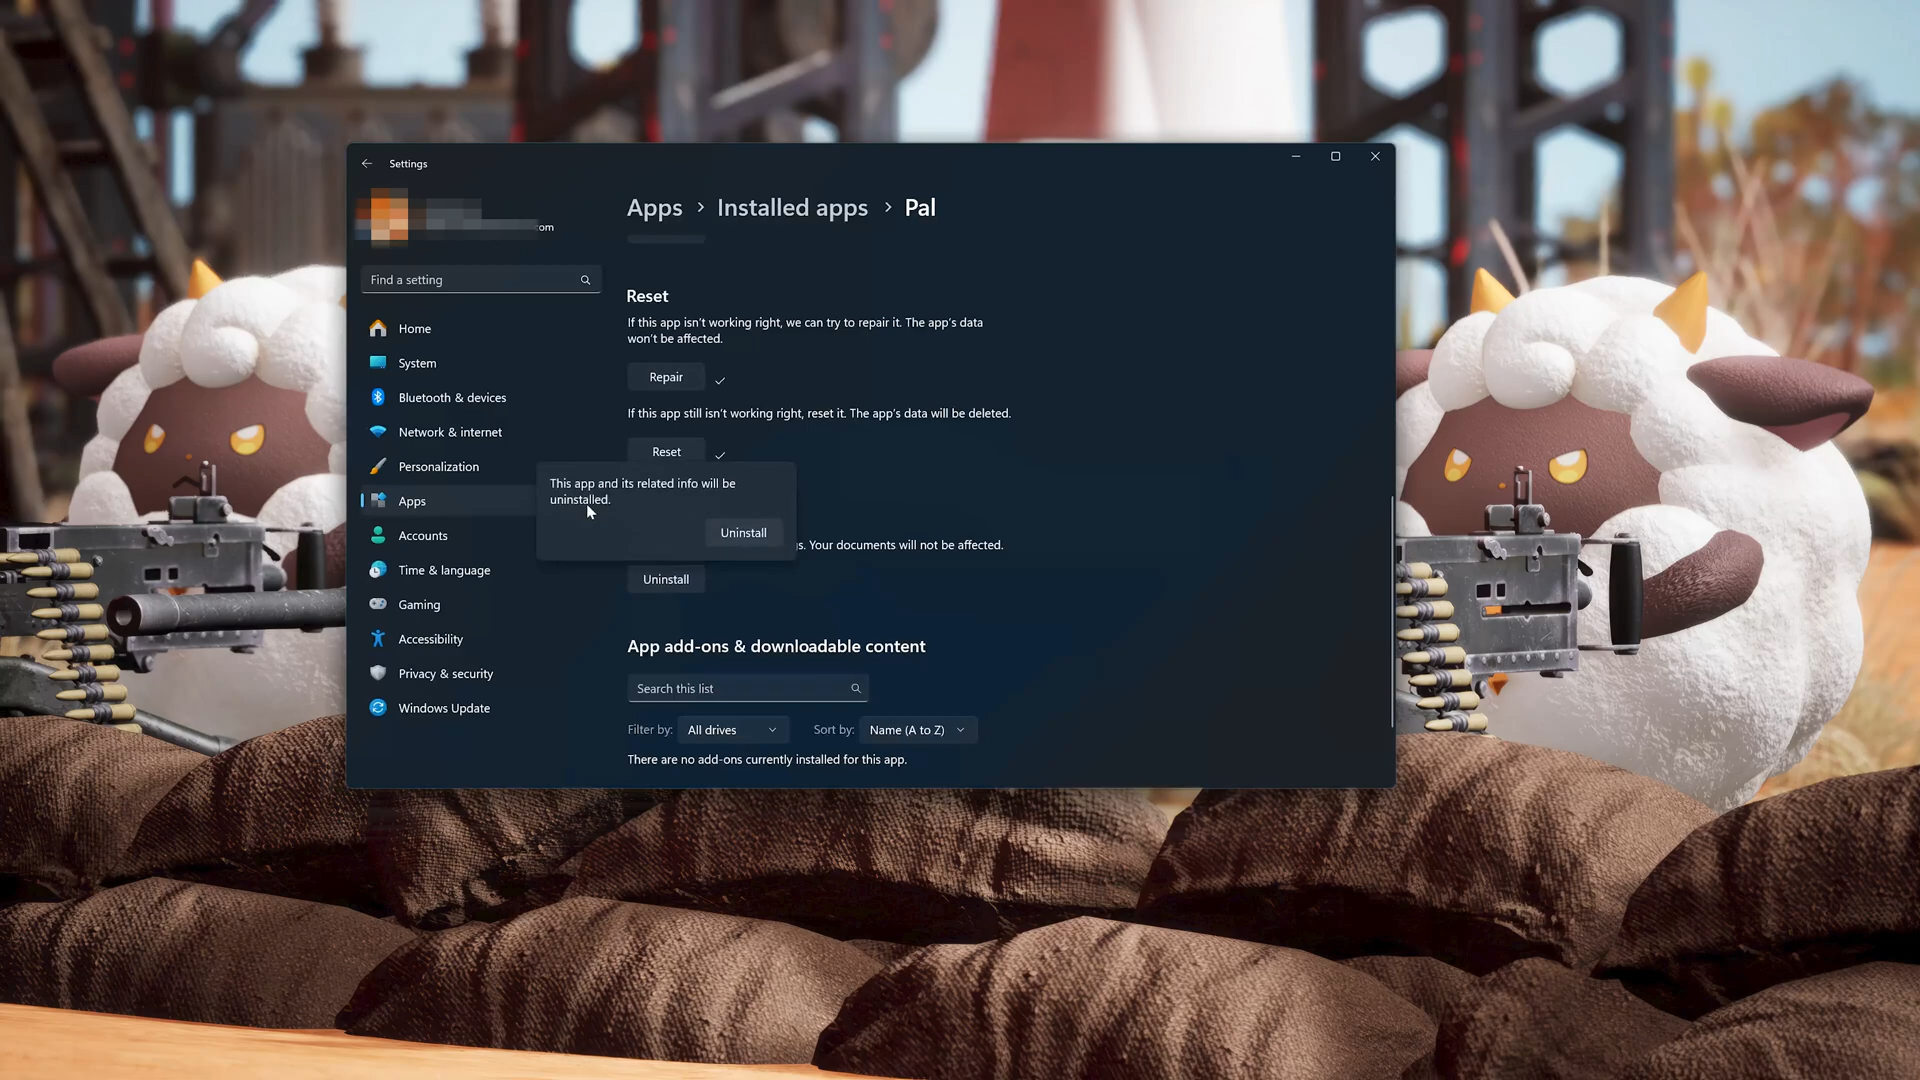 Settings
com
Find a setting
Home
System
Bluetooth & devices
Network & internet
Personalization
Apps
Accounts
Time & language
Gaming
Accessibility
Privacy & security
Windows Update
Apps > Installed apps > Pal
Reset
If this app isn't working right, we can try to repair it. The app's data
won't be affected.
Repair
If this app still isn't working right, reset it. The app's data will be deleted.
Reset
This app and its related info will be
uninstalled.
Uninstall
s. Your documents will not be affected.
Uninstall
App add-ons & downloadable content
Search this list
Filter by: All drives Sort by: Name (A to Z)
There are no add-ons currently installed for this app.